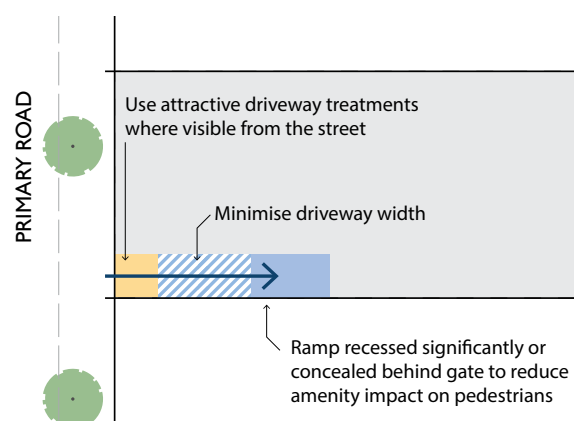 PRIMARY ROAD
Use attractive driveway treatments
where visible from the street
Minimise driveway width
Ramp recessed significantly or
concealed behind gate to reduce
amenity impact on pedestrians